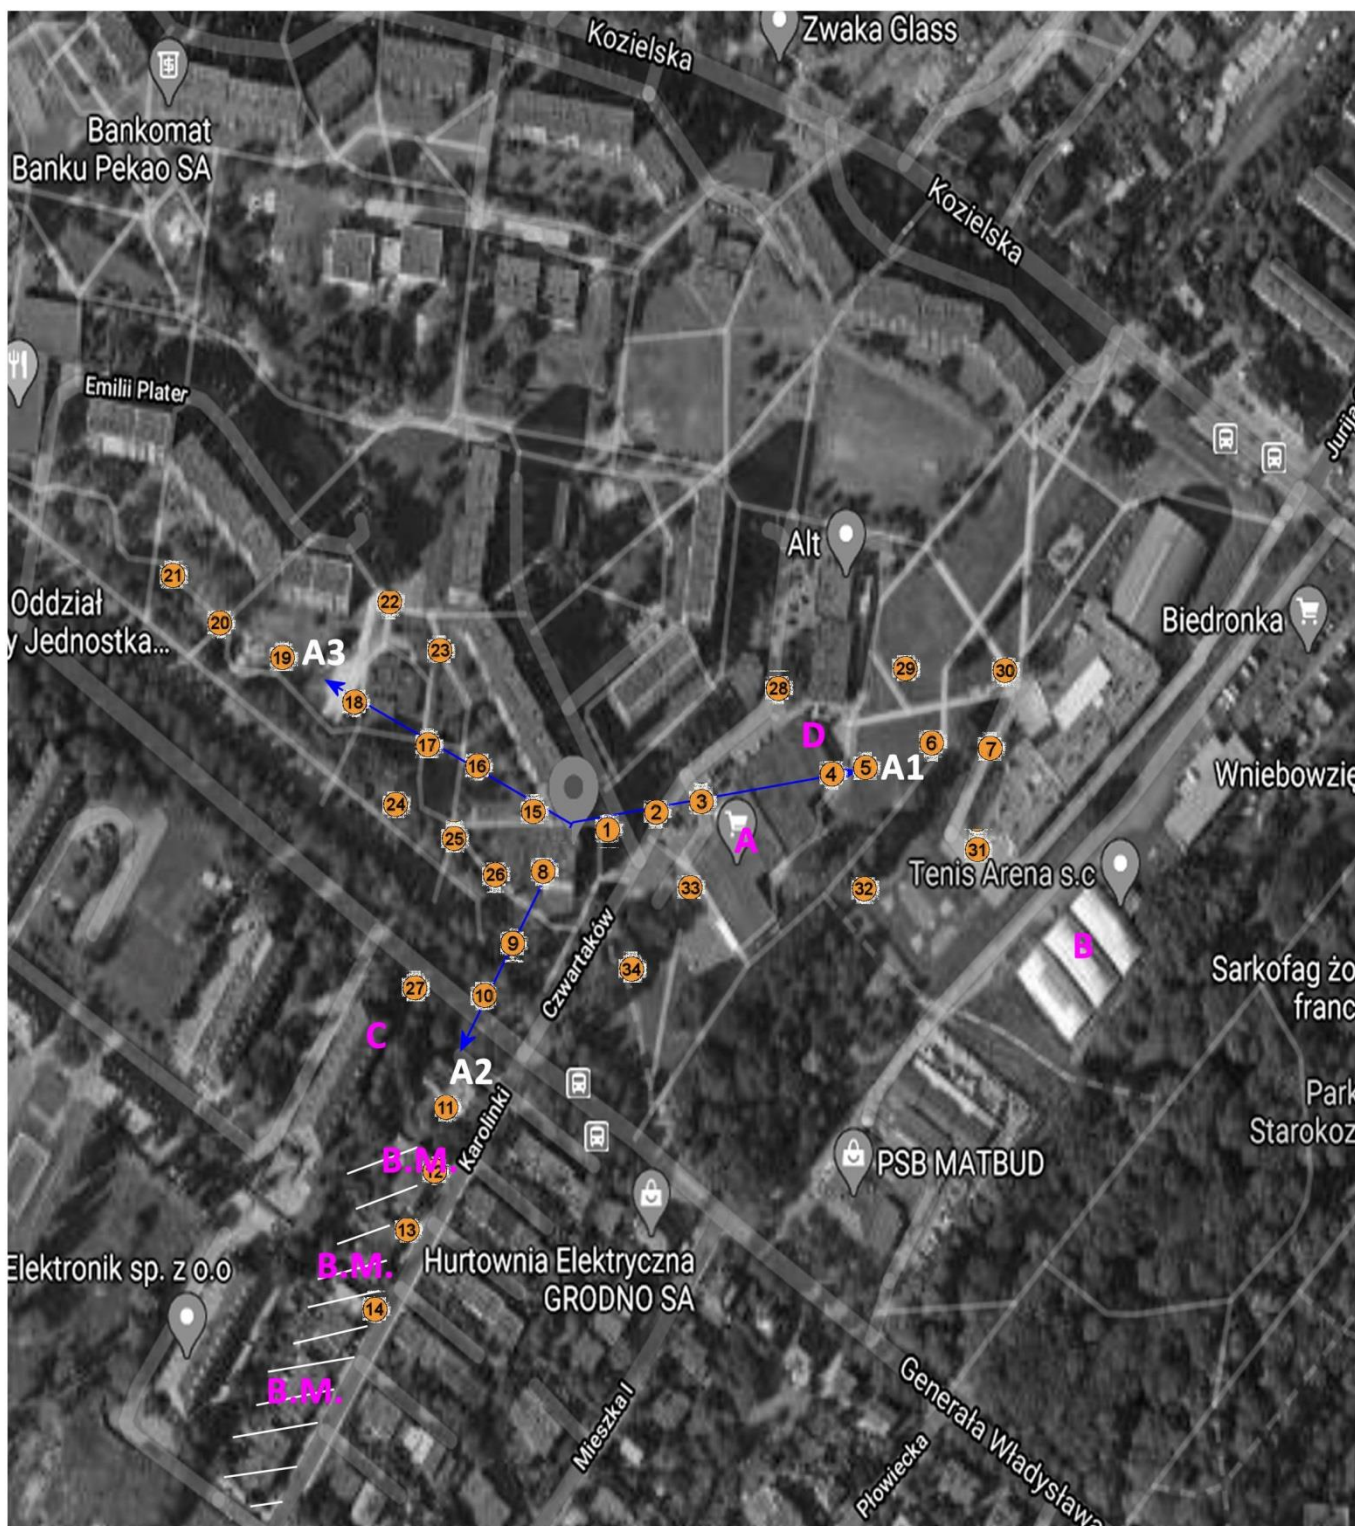 Kozielska
Zwaka Glass
Bankomat
Banku Pekao SA
Kozielska
Emilii Plater
Alt
Biedronka
21
Oddział
y Jednostka...
20
22
23
19
A3
18
17
16
15
28
29
30
D
6
7
4
5
A1
3
2
1
Wniebowzię
A
24
25
26
8
33
32
31
Tenis Arena s.c
B
9
34
Czwartaków
27
10
C
A2
11
Karolinki
Sarkofag żo
franc
Park
Starokoz
PSB MATBUD
B.M.
12
13
B.M.
14
B.M.
Elektronik sp. z o.o
Hurtownia Elektryczna
GRODNO SA
Mieszka I
Płowiecka
Generała Władysława